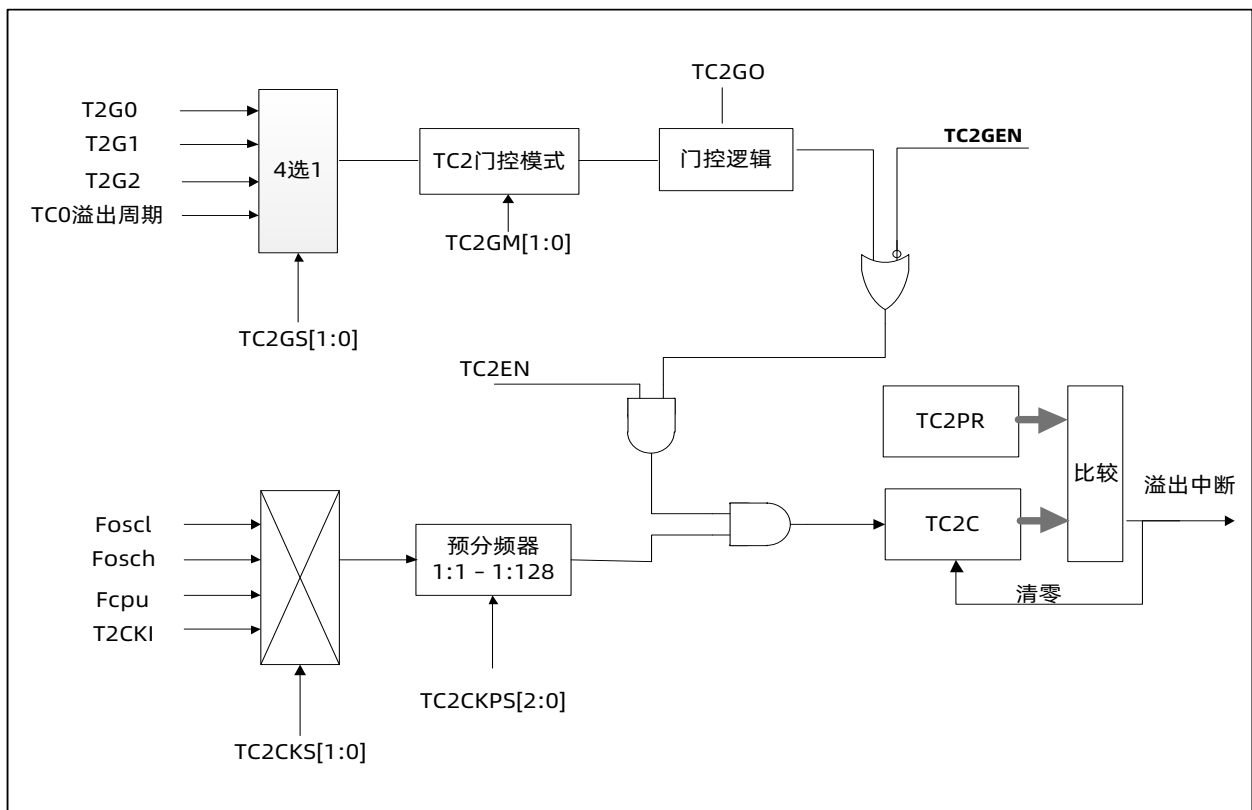 TC2GO
T2G0
T2G1
T2G2
TC0溢出周期
4选1
TC2门控模式
门控逻辑
TC2GEN
TC2GM[1:0]
TC2GS[1:0]
TC2EN
TC2PR
比较
溢出中断
TC2C
清零
Foscl
Fosch
Fcpu
T2CKI
预分频器
1:1 – 1:128
TC2CKPS[2:0]
TC2CKS[1:0]